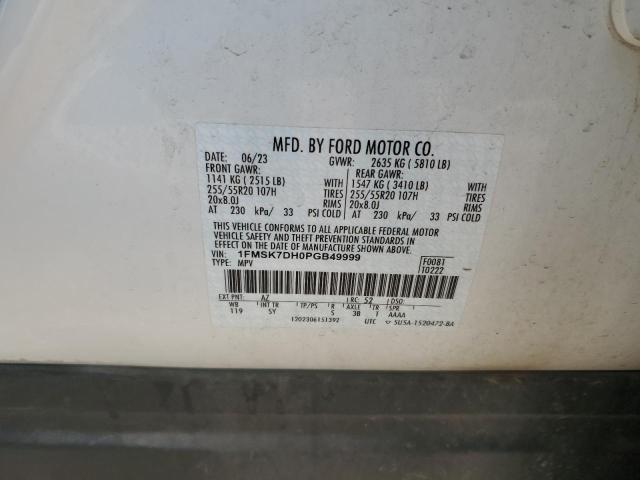 MFD. BY FORD MOTOR CO.
DATE: 06/23 GVWR: 2635 KG ( 5810 LB)
FRONT GAWR: REAR GAWR:
1141 KG ( 2515 LB) WITH 1547 KG ( 3410 LB) WITH
255/55R20 107H TIRES 255/55R20 107H TIRES
20x8.0J RIMS 20x8.0J RIMS
AT 230 kPa/ 33 PSI COLD AT 230 kPa/ 33 PSI COLD
THIS VEHICLE CONFORMS TO ALL APPLICABLE FEDERAL MOTOR
VEHICLE SAFETY AND THEFT PREVENTION STANDARDS IN
EFFECT ON THE DATE OF MANUFACTURE SHOWN ABOVE.
VIN: 1FMSK7DH0PGB49999 F0081
TYPE: MPV T0222
EXT PNT: AZ RC: 52 DSO:
WB INT TR TP/PS R AXLE TR SPR
119 5Y S 3B 1 AAAA
1202306151392 UTC 5U5A-1520472-BA